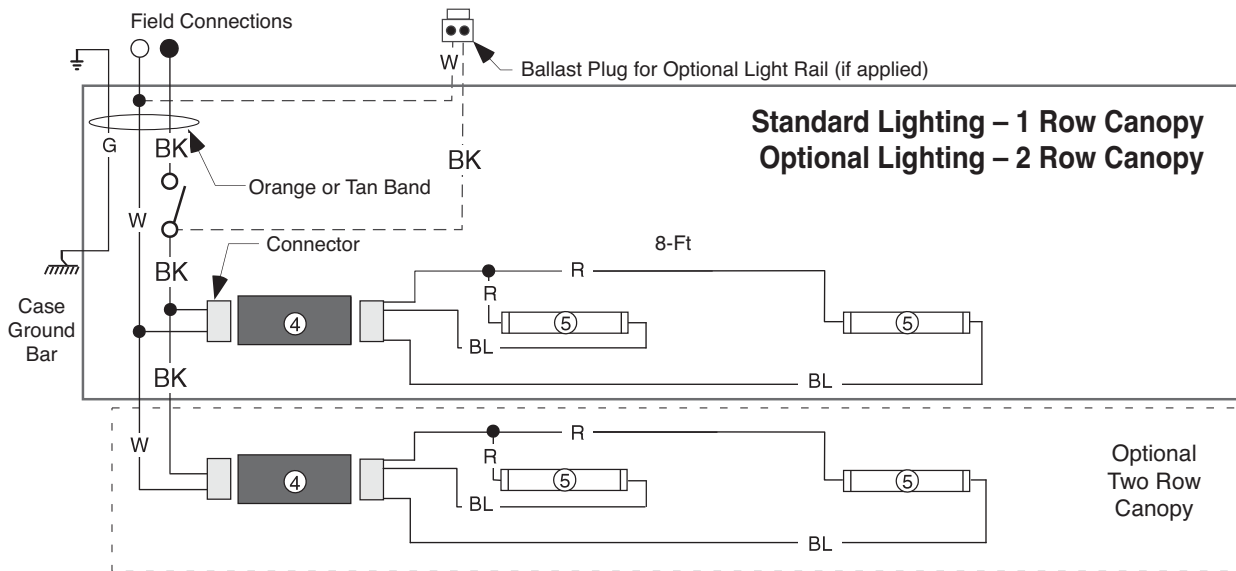 Field Connections
W
Ballast Plug for Optional Light Rail (if applied)
Standard Lighting – 1 Row Canopy
Optional Lighting – 2 Row Canopy
G
BK
BK
Orange or Tan Band
W
Connector
8-Ft
BK
R
Case
Ground
Bar
R
4
5
5
BL
BK
BL
W
R
R
4
5
5
BL
BL
Optional
Two Row
Canopy